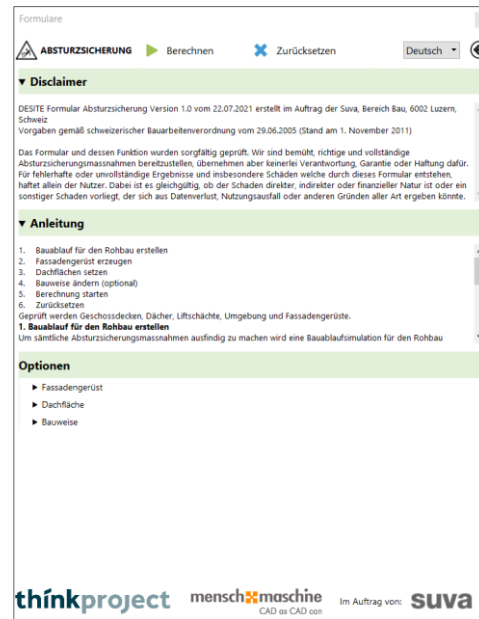 Formulare
ABSTURZSICHERUNG Berechnen Zurücksetzen Deutsch
Disclaimer
DESITE Formular Absturzsicherung Version 1.0 vom 22.07.2021 erstellt im Auftrag der Suva, Bereich Bau, 6002 Luzern,
Schweiz
Vorgaben gemäß schweizerischer Bauarbeitenverordnung vom 29.06.2005 (Stand am 1. November 2011)
Das Formular und dessen Funktion wurden sorgfältig geprüft. Wir sind bemüht, richtige und vollständige
Absturzsicherungsmassnahmen bereitzustellen, übernehmen aber keinerlei Verantwortung, Garantie oder Haftung dafür.
Für fehlerhafte oder unvollständige Ergebnisse und insbesondere Schäden welche durch dieses Formular entstehen,
haftet allein der Nutzer. Dabei ist es gleichgültig, ob der Schaden direkter, indirekter oder finanzieller Natur ist oder ein
sonstiger Schaden vorliegt, der sich aus Datenverlust, Nutzungsausfall oder anderen Gründen aller Art ergeben könnte.
Anleitung
1. Bauablauf für den Rohbau erstellen
2. Fassadengerüst erzeugen
3. Dachflächen setzen
4. Bauweise ändern (optional)
5. Berechnung starten
6. Zurücksetzen
Geprüft werden Geschossdecken, Dächer, Liftschächte, Umgebung und Fassadengerüste.
1. Bauablauf für den Rohbau erstellen
Um sämtliche Absturzsicherungsmassnahmen ausfindig zu machen wird eine Bauablaufsimulation für den Rohbau
Optionen
Fassadengerüst
Dachfläche
Bauweise
thinkproject mensch maschine Im Auftrag von: suva
CAD as CAD can